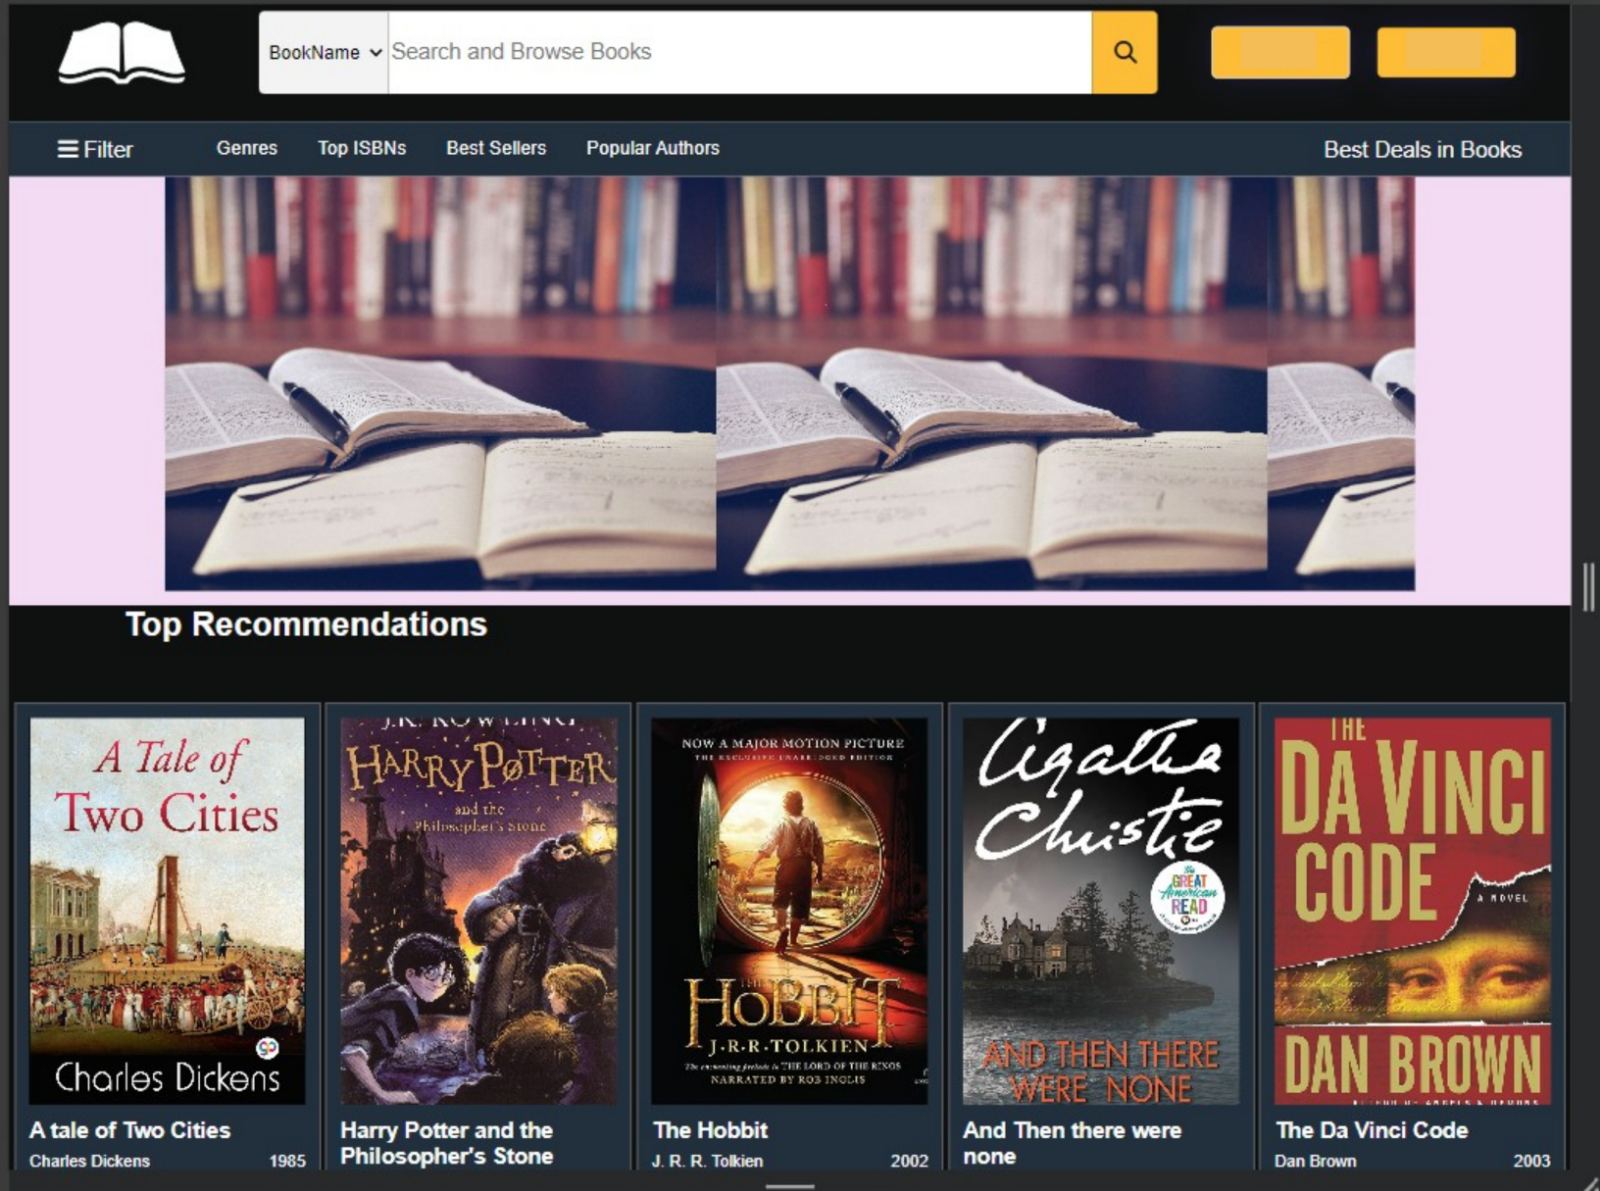 BookName
Search and Browse Books
Filter
Genres
Top ISBNs
Best Sellers
Popular Authors
Best Deals in Books
Top Recommendations
A Tale of
Two Cities
Charles Dickens
A tale of Two Cities
Charles Dickens 1985
J.K. ROWLING
HARRY POTTER
and the
Philosopher's Stone
Harry Potter and the
Philosopher's Stone
NOW A MAJOR MOTION PICTURE
THE EXCLUSIVE UNABRIDGED EDITION
THE
HOBBIT
J·R·R·TOLKIEN
The enchanting prelude to THE LORD OF THE RINGS
NARRATED BY ROB INGLIS
The Hobbit
J. R. R. Tolkien 2002
Agatha
Christie
The
GREAT
American
READ
AND THEN THERE
WERE NONE
And Then there were
none
THE
DA VINCI
CODE
A NOVEL
DAN BROWN
AUTHOR OF ANGELS & DEMONS
The Da Vinci Code
Dan Brown 2003